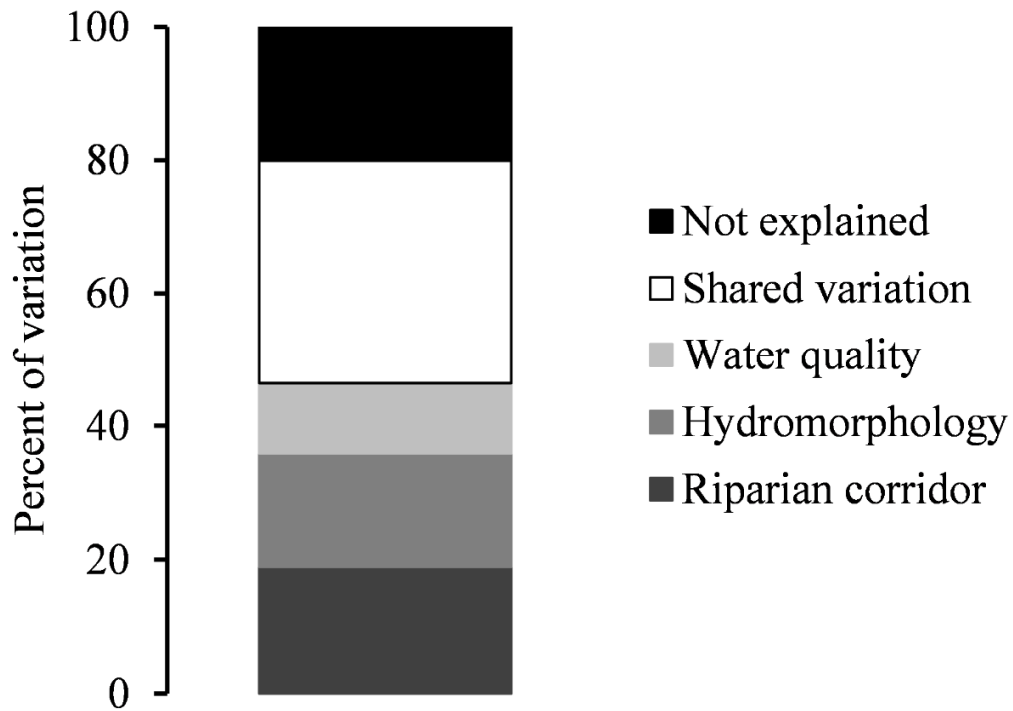 Percent of variation
100
80
60
40
20
0
Not explained
Shared variation
Water quality
Hydromorphology
Riparian corridor